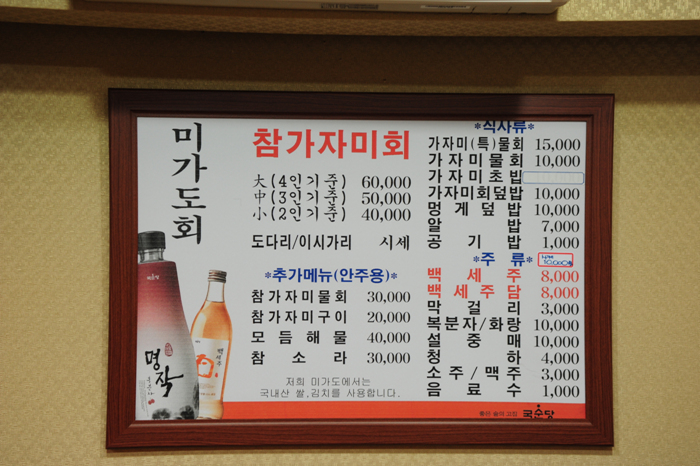 미가도회
참가자미회
大(4인기준) 60,000
中(3인기준) 50,000
小(2인기준) 40,000
도다리/이시가리 시세
*추가메뉴(안주용)*
참가자미물회 30,000
참가자미구이 20,000
모듬해물 40,000
참소라 30,000
저희 미가도에서는
국내산 쌀,김치를 사용합니다.
*식사류*
가자미(특)물회 15,000
가자미물회 10,000
가자미초밥
가자미회덮밥 10,000
멍게덮밥 10,000
알밥 7,000
공기밥 1,000
*주류*
10,000
백세주 8,000
백세주담 8,000
막걸리 3,000
복분자/화랑 10,000
설중매 10,000
청하 4,000
소주/맥주 3,000
음료수 1,000
명작
백세주
국순당